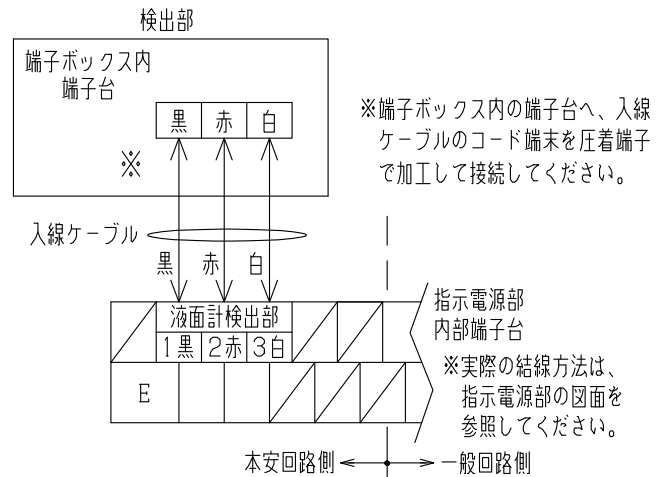 検出部
端子ボックス内
端子台
黒 赤 白
※
※端子ボックス内の端子台へ、入線
ケーブルのコード端末を圧着端子
で加工して接続してください。
入線ケーブル
黒 赤 白
液面計検出部
1黒 2赤 3白
E
指示電源部
内部端子台
※実際の結線方法は、
指示電源部の図面を
参照してください。
本安回路側 一般回路側